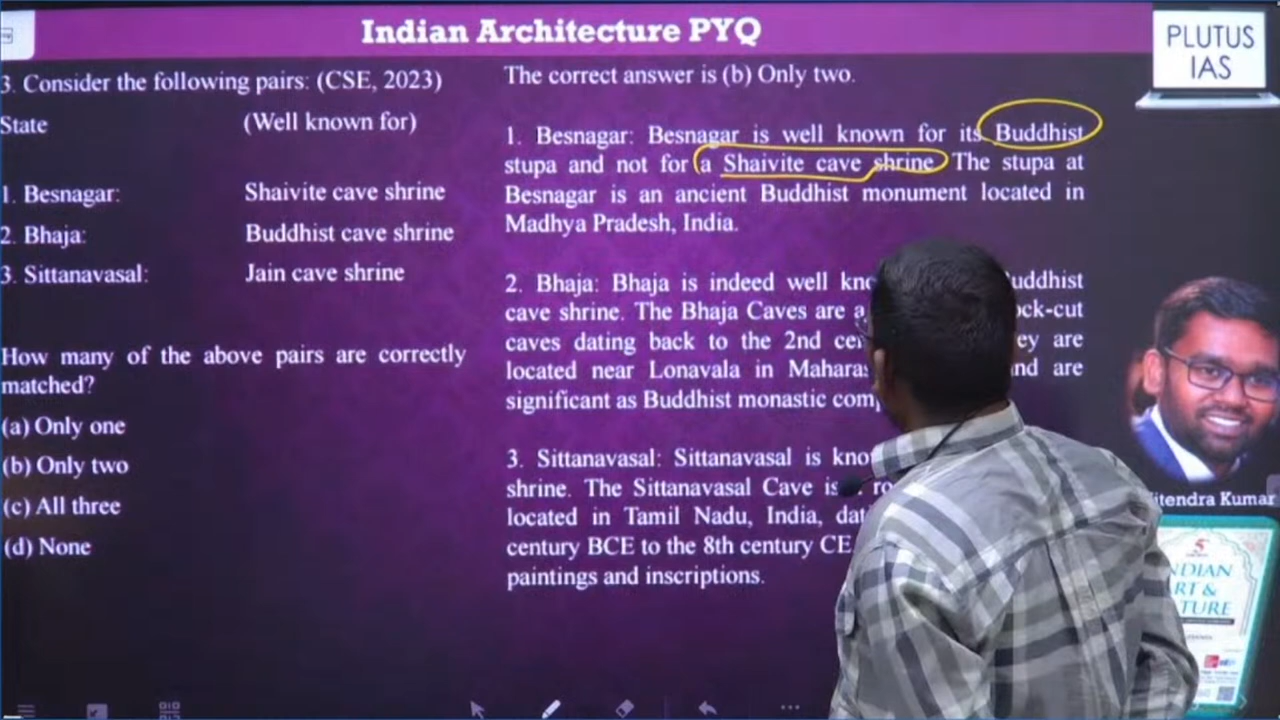 Indian Architecture PYQ
PLUTUS
IAS
3. Consider the following pairs: (CSE, 2023)
State (Well known for)
1. Besnagar: Shaivite cave shrine
2. Bhaja: Buddhist cave shrine
3. Sittanavasal: Jain cave shrine
How many of the above pairs are correctly
matched?
(a) Only one
(b) Only two
(c) All three
(d) None
The correct answer is (b) Only two.
1. Besnagar: Besnagar is well known for its Buddhist
stupa and not for a Shaivite cave shrine. The stupa at
Besnagar is an ancient Buddhist monument located in
Madhya Pradesh, India.
2. Bhaja: Bhaja is indeed well
cave shrine. The Bhaja Caves are
caves dating back to the 2nd are
located near Lonavala in are
significant as Buddhist monastic
3. Sittanavasal: Sittanavasal is
shrine. The Sittanavasal Cave is
located in Tamil Nadu, India,
century BCE to the 8th century CE
paintings and inscriptions.
Kumar
5